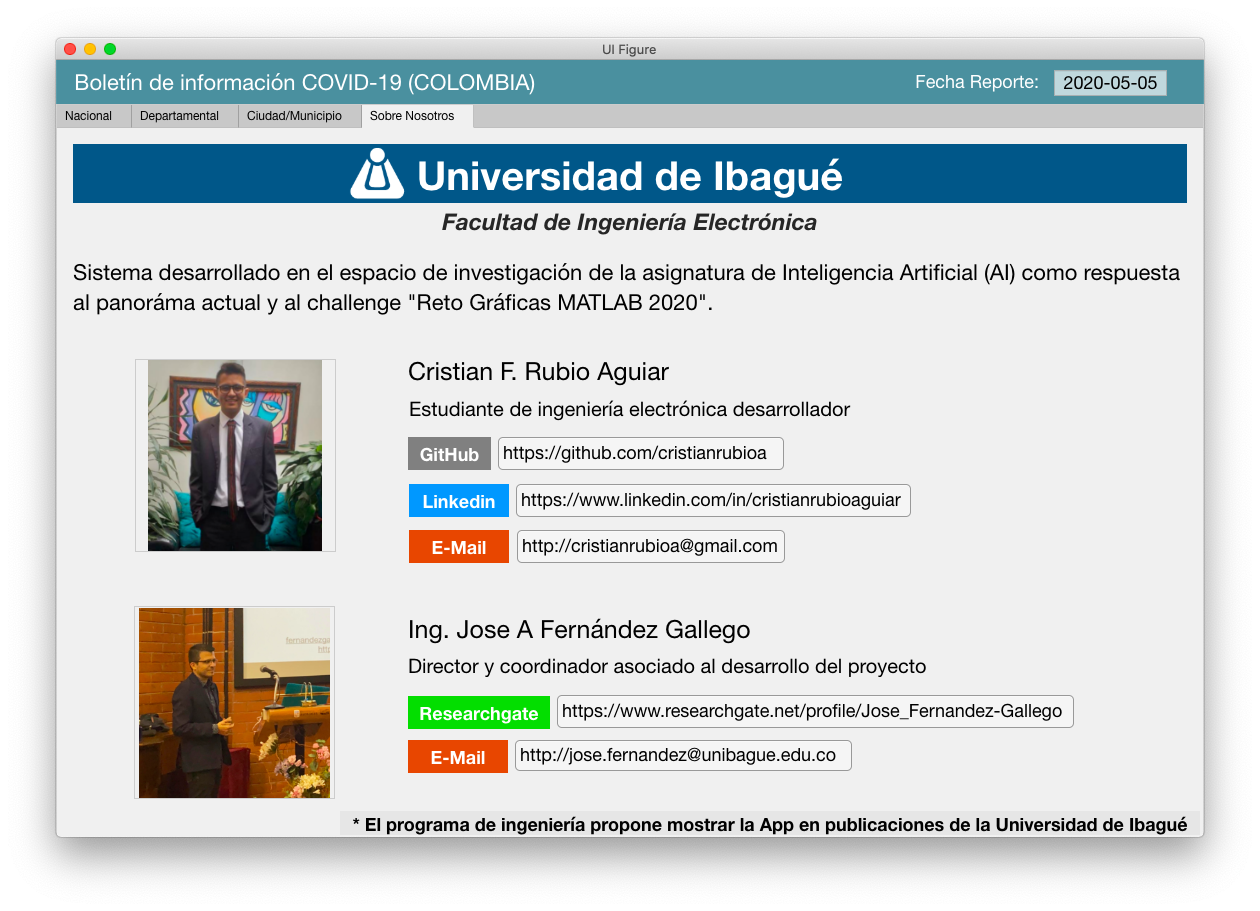 UI Figure
Boletín de información COVID-19 (COLOMBIA)
Fecha Reporte: 2020-05-05
Nacional Departamental Ciudad/Municipio Sobre Nosotros
Universidad de Ibagué
Facultad de Ingeniería Electrónica
Sistema desarrollado en el espacio de investigación de la asignatura de Inteligencia Artificial (AI) como respuesta
al panoráma actual y al challenge "Reto Gráficas MATLAB 2020".
Cristian F. Rubio Aguiar
Estudiante de ingeniería electrónica desarrollador
GitHub https://github.com/cristianrubioa
Linkedin https://www.linkedin.com/in/cristianrubioaguiar
E-Mail http://cristianrubioa@gmail.com
Ing. Jose A Fernández Gallego
Director y coordinador asociado al desarrollo del proyecto
Researchgate https://www.researchgate.net/profile/Jose_Fernandez-Gallego
E-Mail http://jose.fernandez@unibague.edu.co
* El programa de ingeniería propone mostrar la App en publicaciones de la Universidad de Ibagué